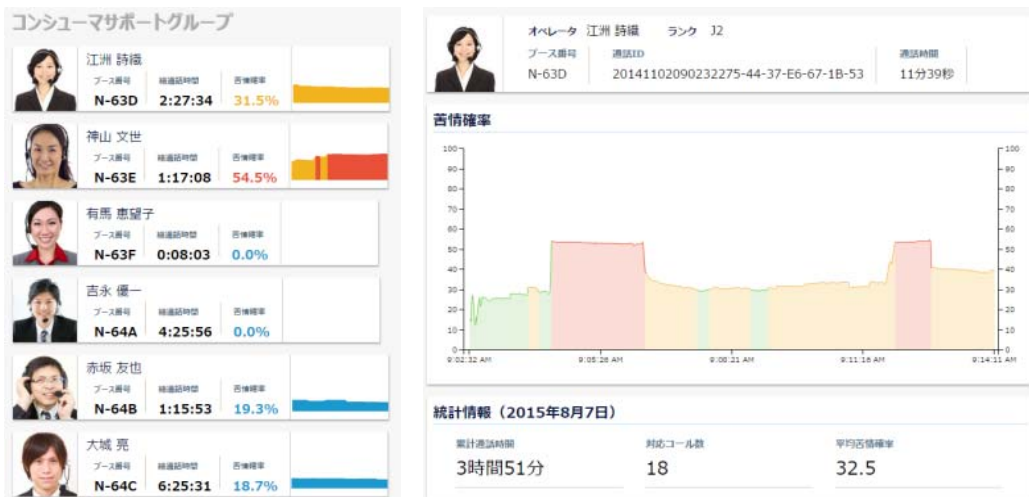 コンシューマサポートグループ
江洲 詩織
ブース番号 総通話時間 苦情確率
N-63D 2:27:34 31.5%
神山 文世
ブース番号 総通話時間 苦情確率
N-63E 1:17:08 54.5%
有馬 恵望子
ブース番号 総通話時間 苦情確率
N-63F 0:08:03 0.0%
吉永 優一
ブース番号 総通話時間 苦情確率
N-64A 4:25:56 0.0%
赤坂 友也
ブース番号 総通話時間 苦情確率
N-64B 1:15:53 19.3%
大城 亮
ブース番号 総通話時間 苦情確率
N-64C 6:25:31 18.7%
オペレータ 江洲 詩織 ランク J2
ブース番号 通話ID 通話時間
N-63D 20141102090232275-44-37-E6-67-1B-53 11分39秒
苦情確率
100 100
90 90
80 80
70 70
60 60
50 50
40 40
30 30
20 20
10 10
0 0
9:02:32 AM 9:05:26 AM 9:08:21 AM 9:11:16 AM 9:14:11 AM
統計情報（2015年8月7日）
累計通話時間 対応コール数 平均苦情確率
3時間51分 18 32.5